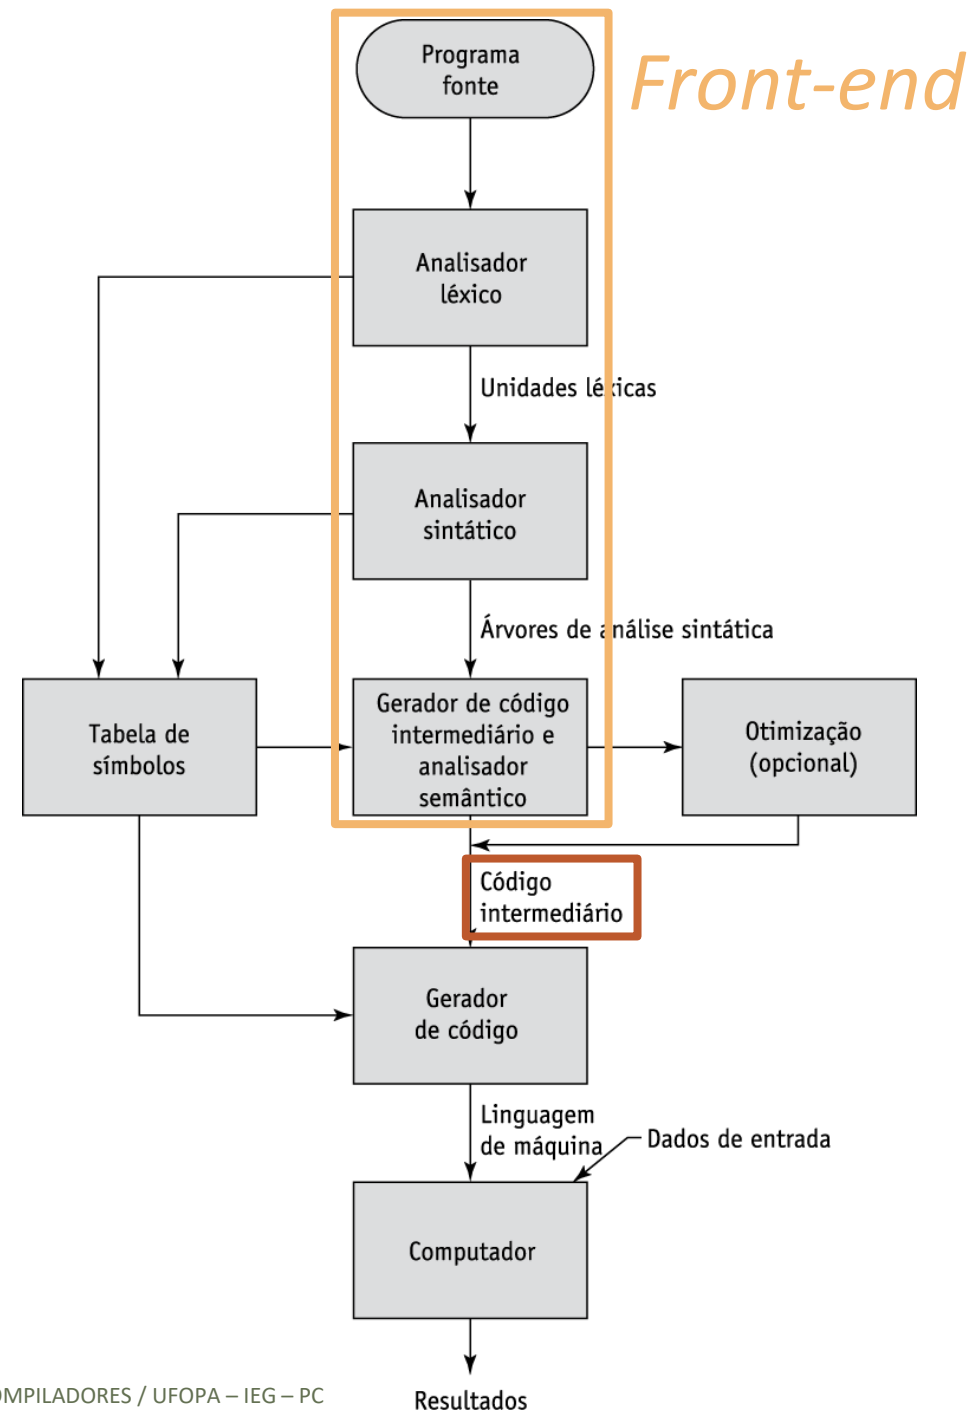 Programa
fonte
Front-end
Analisador
léxico
Unidades léxicas
Analisador
sintático
Árvores de análise sintática
Tabela de
símbolos
Gerador de código
intermediário e
analisador
semântico
Otimização
(opcional)
Código
intermediário
Gerador
de código
Linguagem
de máquina
Dados de entrada
Computador
OMPILADORES / UFOPA – IEG – PC
Resultados